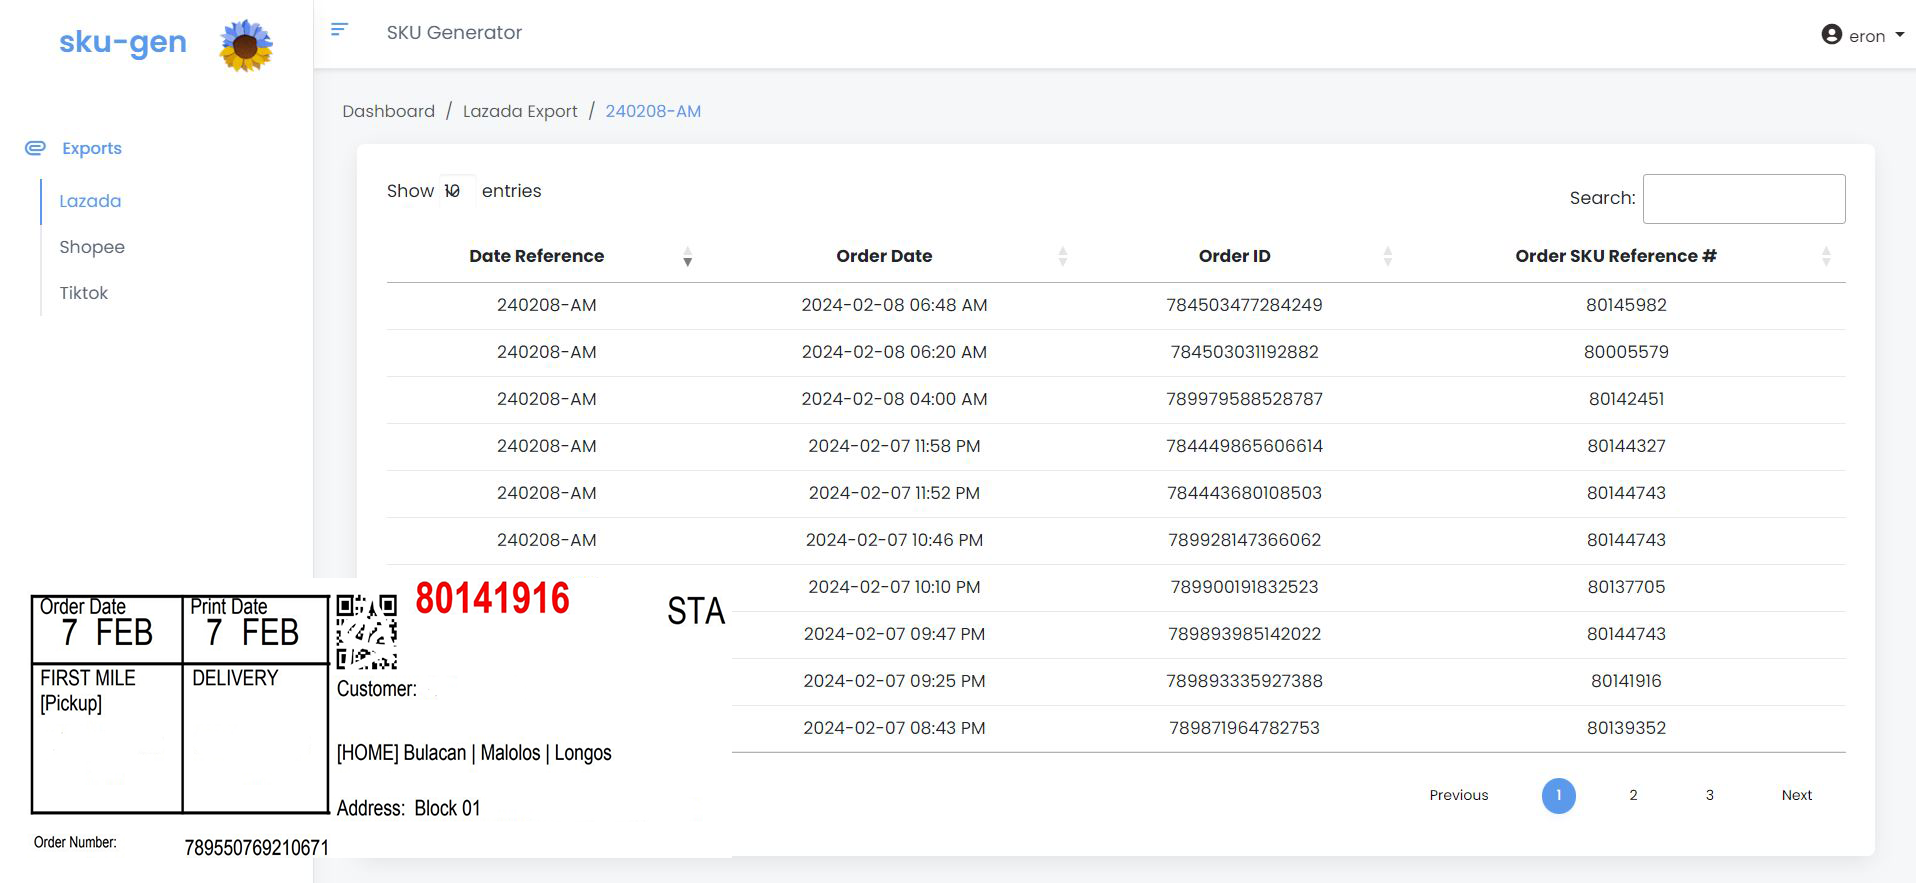 sku-gen
SKU Generator
eron
Dashboard / Lazada Export / 240208-AM
Exports
Lazada
Shopee
Tiktok
Show 10 entries
Search:
Date Reference Order Date Order ID Order SKU Reference #
240208-AM 2024-02-08 06:48 AM 784503477284249 80145982
240208-AM 2024-02-08 06:20 AM 784503031192882 80005579
240208-AM 2024-02-08 04:00 AM 789979588528787 80142451
240208-AM 2024-02-07 11:58 PM 784449865606614 80144327
240208-AM 2024-02-07 11:52 PM 784443680108503 80144743
240208-AM 2024-02-07 10:46 PM 789928147366062 80144743
2024-02-07 10:10 PM 789900191832523 80137705
2024-02-07 09:47 PM 789893985142022 80144743
2024-02-07 09:25 PM 789893335927388 80141916
2024-02-07 08:43 PM 789871964782753 80139352
Previous 1 2 3 Next
Order Date
7 FEB
Print Date
7 FEB
80141916
STA
FIRST MILE
[Pickup]
DELIVERY
Customer:
[HOME] Bulacan | Malolos | Longos
Address: Block 01
Order Number: 789550769210671